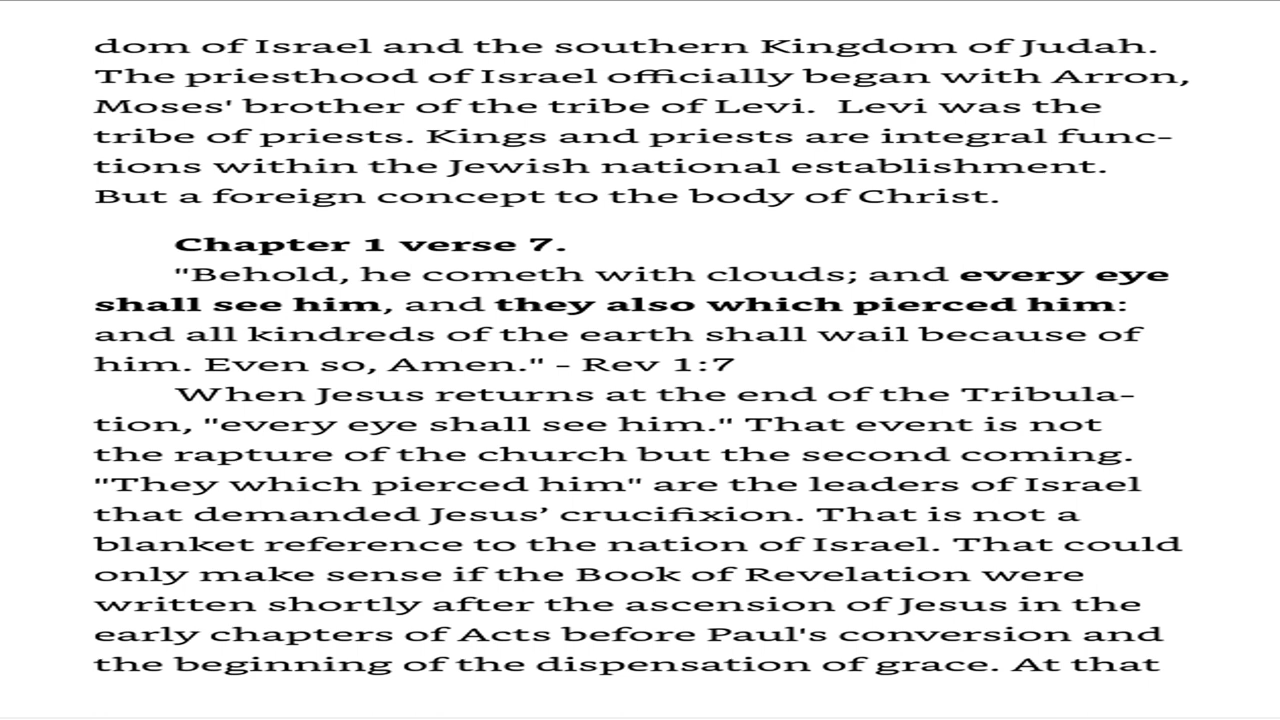 dom of Israel and the southern Kingdom of Judah.
The priesthood of Israel officially began with Arron,
Moses' brother of the tribe of Levi.  Levi was the
tribe of priests. Kings and priests are integral func-
tions within the Jewish national establishment.
But a foreign concept to the body of Christ.
Chapter 1 verse 7.
"Behold, he cometh with clouds; and every eye
shall see him, and they also which pierced him:
and all kindreds of the earth shall wail because of
him. Even so, Amen." - Rev 1:7
When Jesus returns at the end of the Tribula-
tion, "every eye shall see him." That event is not
the rapture of the church but the second coming.
"They which pierced him" are the leaders of Israel
that demanded Jesus’ crucifixion. That is not a
blanket reference to the nation of Israel. That could
only make sense if the Book of Revelation were
written shortly after the ascension of Jesus in the
early chapters of Acts before Paul's conversion and
the beginning of the dispensation of grace. At that